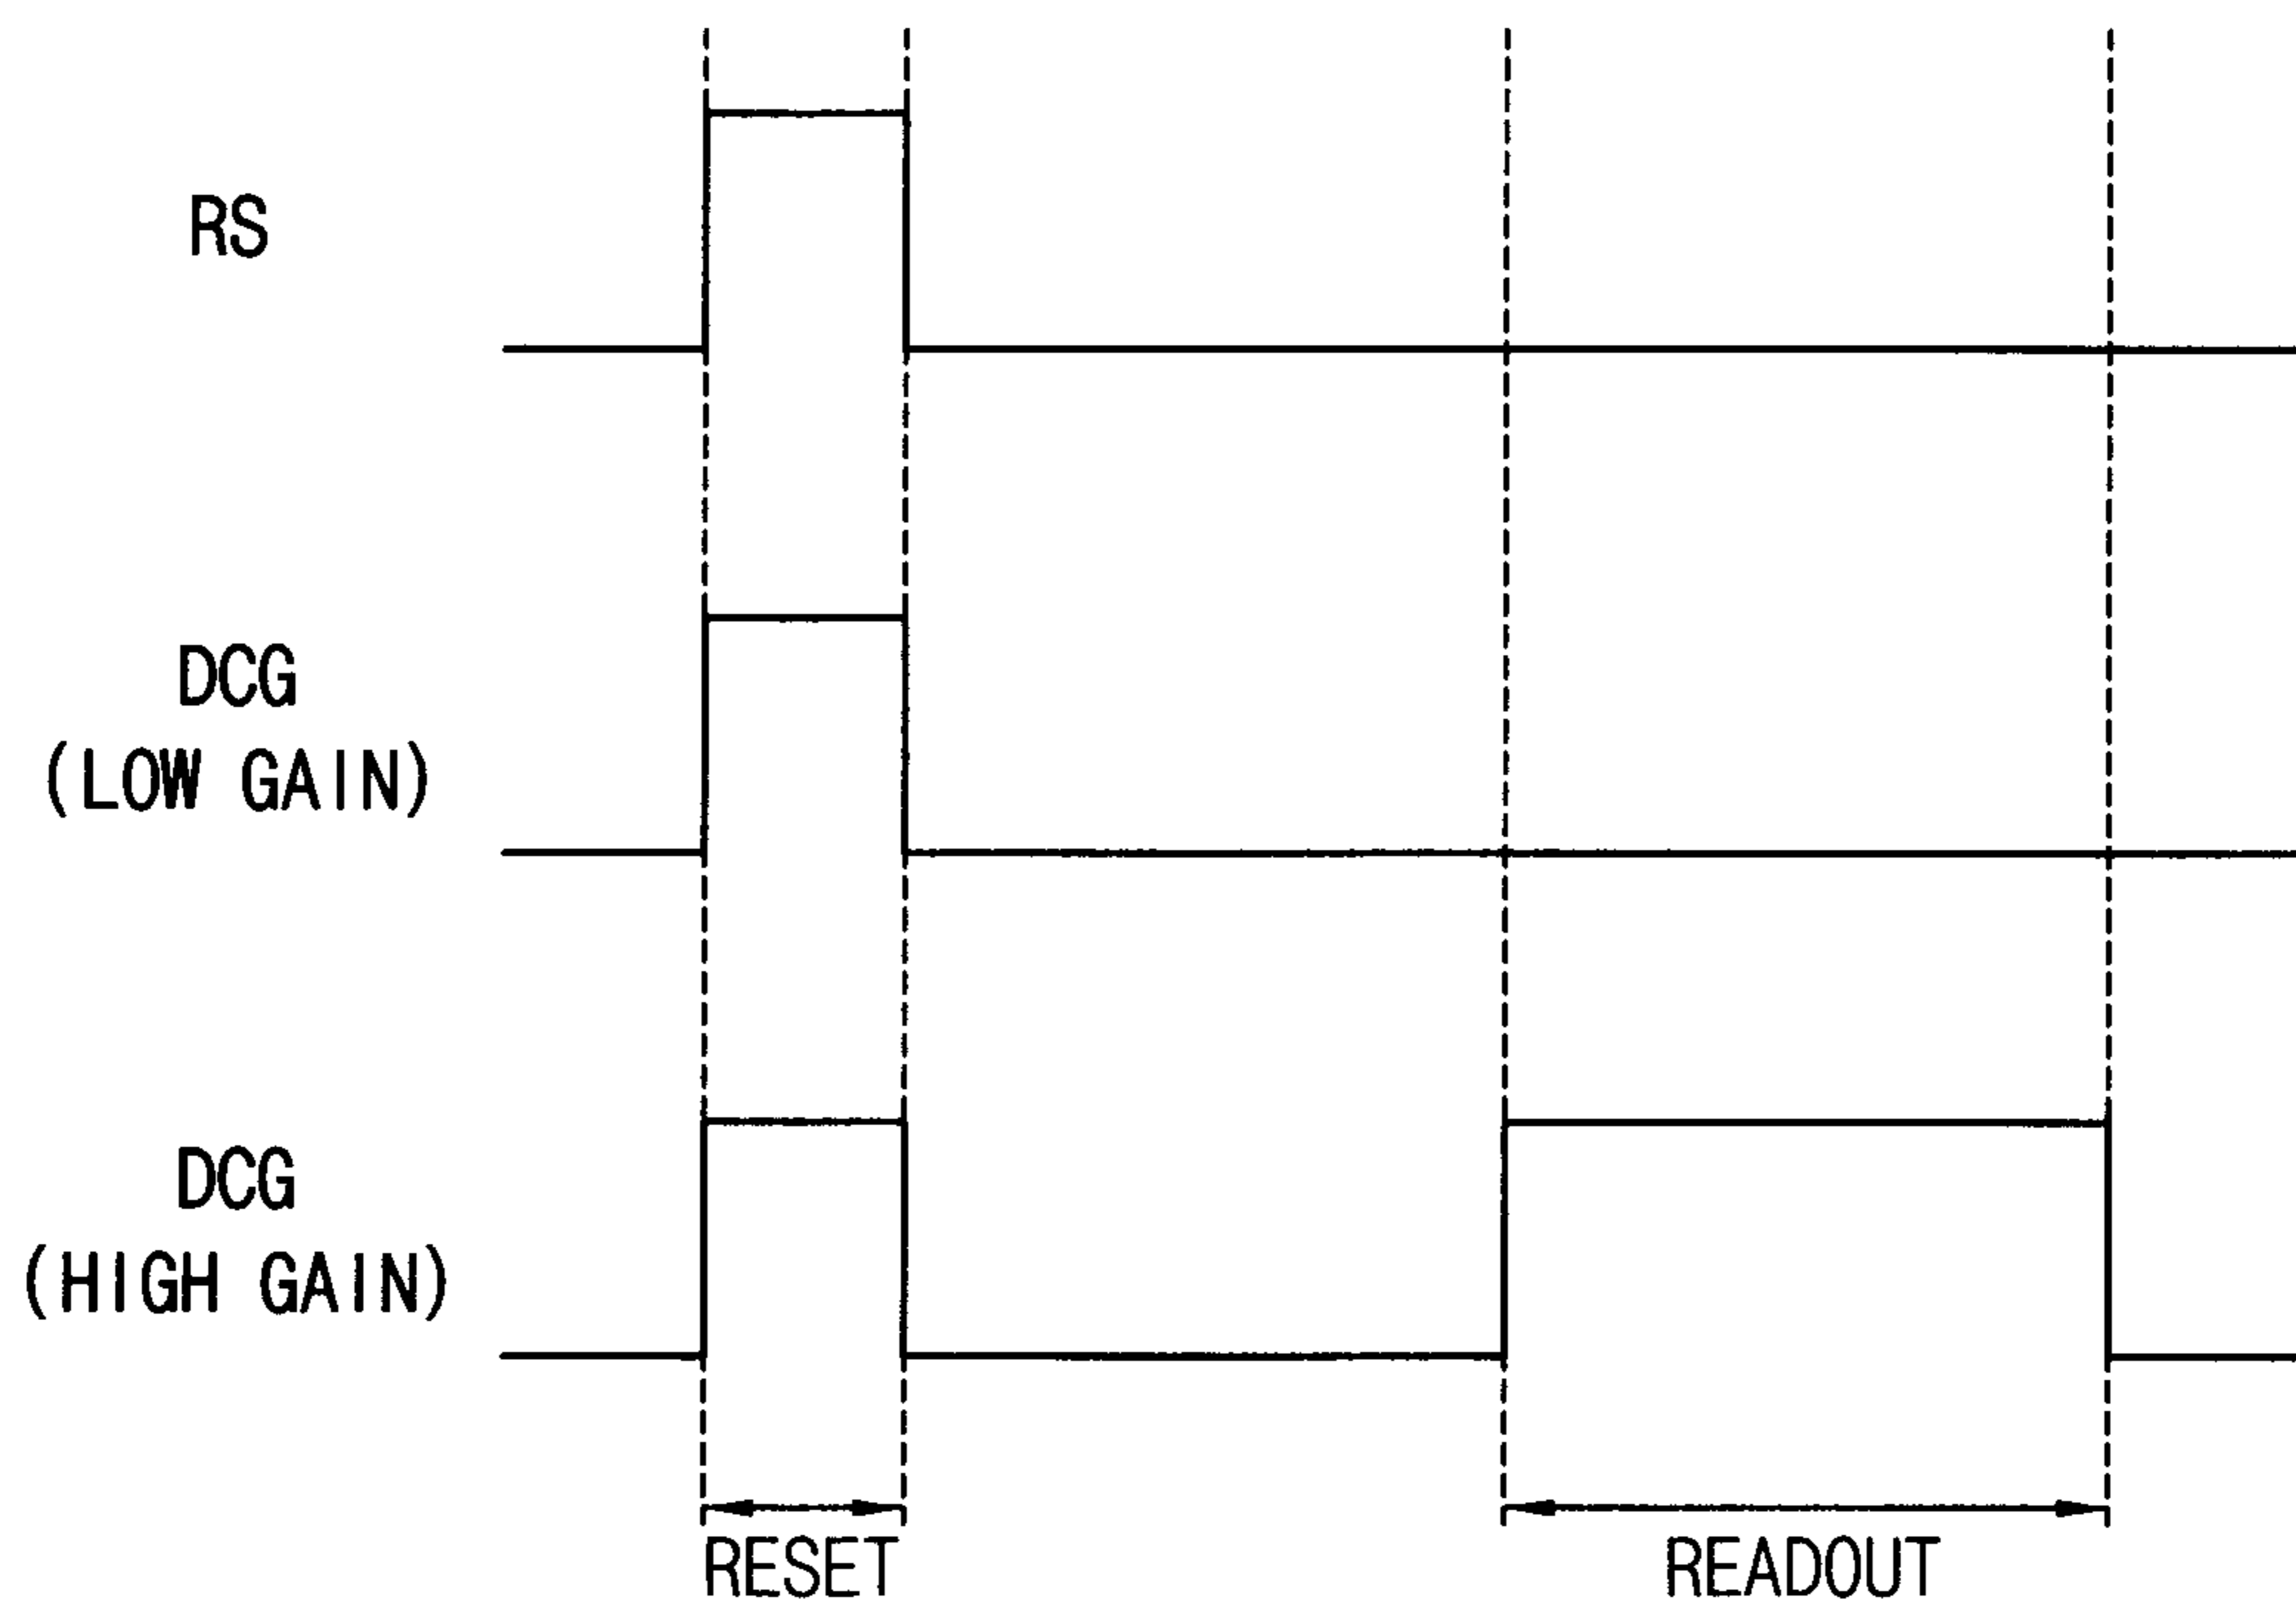 RS
DCG
(LOW GAIN)
DCG
(HIGH GAIN)
RESET
READOUT